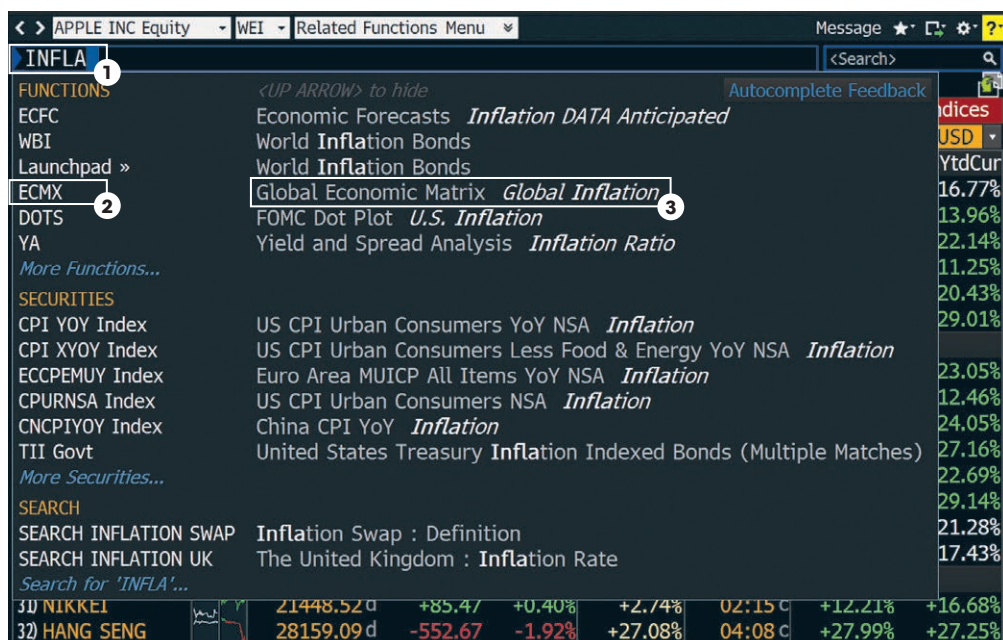 < > APPLE INC Equity WEI Related Functions Menu Message ?
INFLA 1 <Search>
FUNCTIONS <UP ARROW> to hide Autocomplete Feedback
ECFC Economic Forecasts Inflation DATA Anticipated dices
WBI World Inflation Bonds USD
Launchpad » World Inflation Bonds YtdCur
ECMX 2 Global Economic Matrix Global Inflation 3 16.77%
DOTS FOMC Dot Plot U.S. Inflation 13.96%
YA Yield and Spread Analysis Inflation Ratio 22.14%
More Functions... 11.25%
SECURITIES 20.43%
CPI YOY Index US CPI Urban Consumers YoY NSA Inflation 29.01%
CPI XYOY Index US CPI Urban Consumers Less Food & Energy YoY NSA Inflation
ECCPEMUY Index Euro Area MUICP All Items YoY NSA Inflation 23.05%
CPURNSA Index US CPI Urban Consumers NSA Inflation 12.46%
CNCPIYOY Index China CPI YoY Inflation 24.05%
TII Govt United States Treasury Inflation Indexed Bonds (Multiple Matches) 27.16%
More Securities... 22.69%
SEARCH 29.14%
SEARCH INFLATION SWAP Inflation Swap : Definition 21.28%
SEARCH INFLATION UK The United Kingdom : Inflation Rate 17.43%
Search for 'INFLA'...
31) NIKKEI 21448.52 d +85.47 +0.40% +2.74% 02:15 c +12.21% +16.68%
32) HANG SENG 28159.09 d -552.67 -1.92% +27.08% 04:08 c +27.99% +27.25%